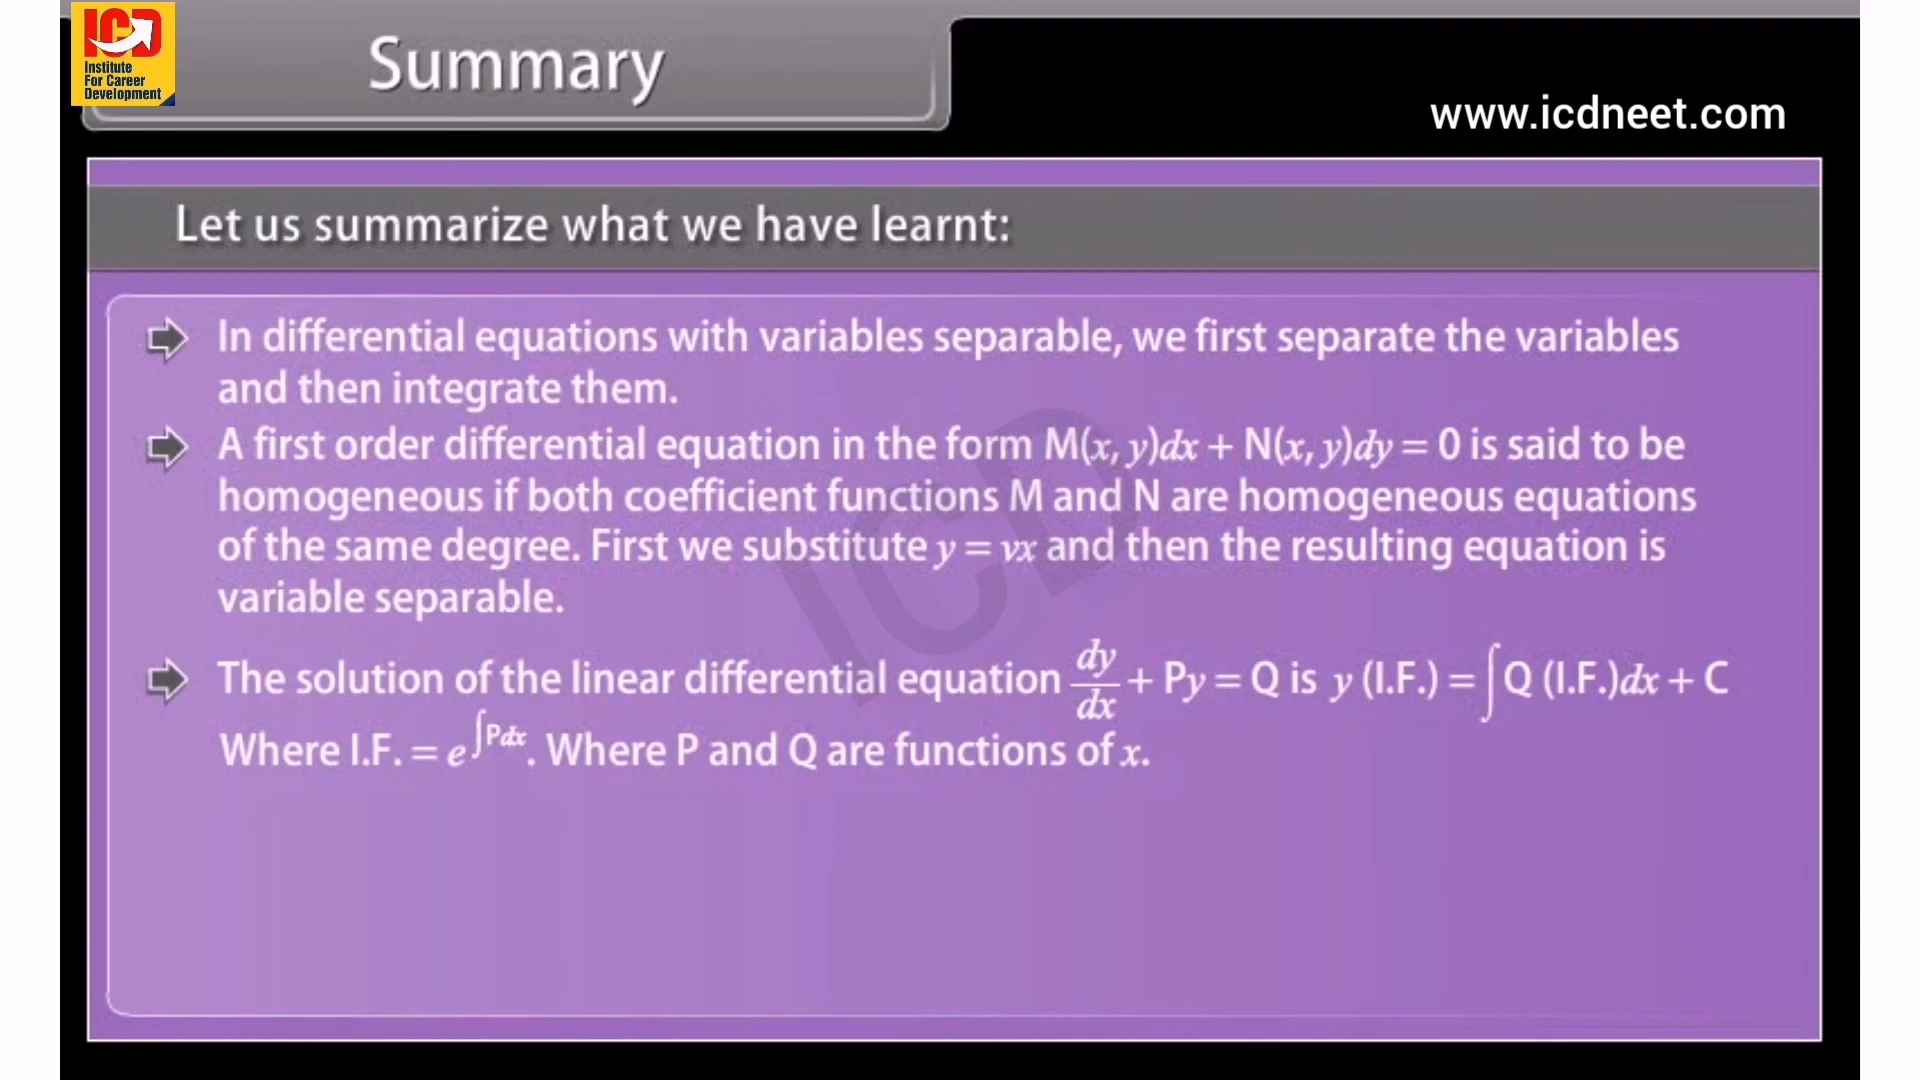 ICD
Institute
For Career
Development
Summary
www.icdneet.com
Let us summarize what we have learnt:
In differential equations with variables separable, we first separate the variables
and then integrate them.
A first order differential equation in the form M(x, y)dx + N(x, y)dy = 0 is said to be
homogeneous if both coefficient functions M and N are homogeneous equations
of the same degree. First we substitute y = vx and then the resulting equation is
variable separable.
The solution of the linear differential equation dy/dx + Py = Q is y (I.F.) = ∫Q (I.F.)dx + C
Where I.F. = e^∫Pdx. Where P and Q are functions of x.
ICD